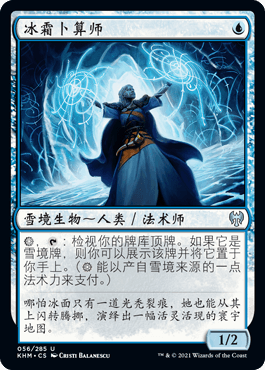 冰霜卜算师
雪境生物～人类 / 法术师
，：检视你的牌库顶牌。如果它是
雪境牌，则你可以展示该牌并将它置于
你手上。（能以产自雪境来源的一点
法术力来支付。）
哪怕冰面只有一道光秃裂痕，她也能从其
上闪转腾挪，演绎出一幅活灵活现的寰宇
地图。
1/2
056/285 U
KHM • CS CRISTI BALANESCU
™ & © 2021 Wizards of the Coast